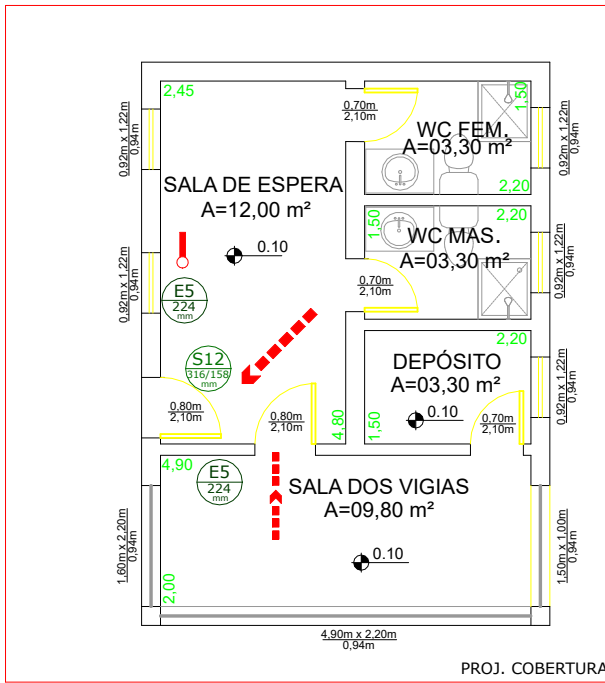 2,45
1,50
0.70m
2,10m
WC FEM.
A=03,30 m²
0,92m x 1,22m
0,94m
0,92m x 1,22m
0,94m
SALA DE ESPERA
A=12,00 m²
2,20
2,20
1,50
WC MAS.
A=03,30 m²
0.10
0,92m x 1,22m
0,94m
0,92m x 1,22m
0,94m
0.70m
2,10m
E5
224
mm
2,20
S12
316/158
mm
DEPÓSITO
A=03,30 m²
0,92m x 1,22m
0,94m
0.80m
2,10m
0.80m
2,10m
4,80
1,50
0.10
0.70m
2,10m
4,90
E5
224
mm
SALA DOS VIGIAS
A=09,80 m²
1.60m x 2,20m
0,94m
2,00
0.10
1.50m x 1,00m
0,94m
4.90m x 2,20m
0,94m
PROJ. COBERTURA